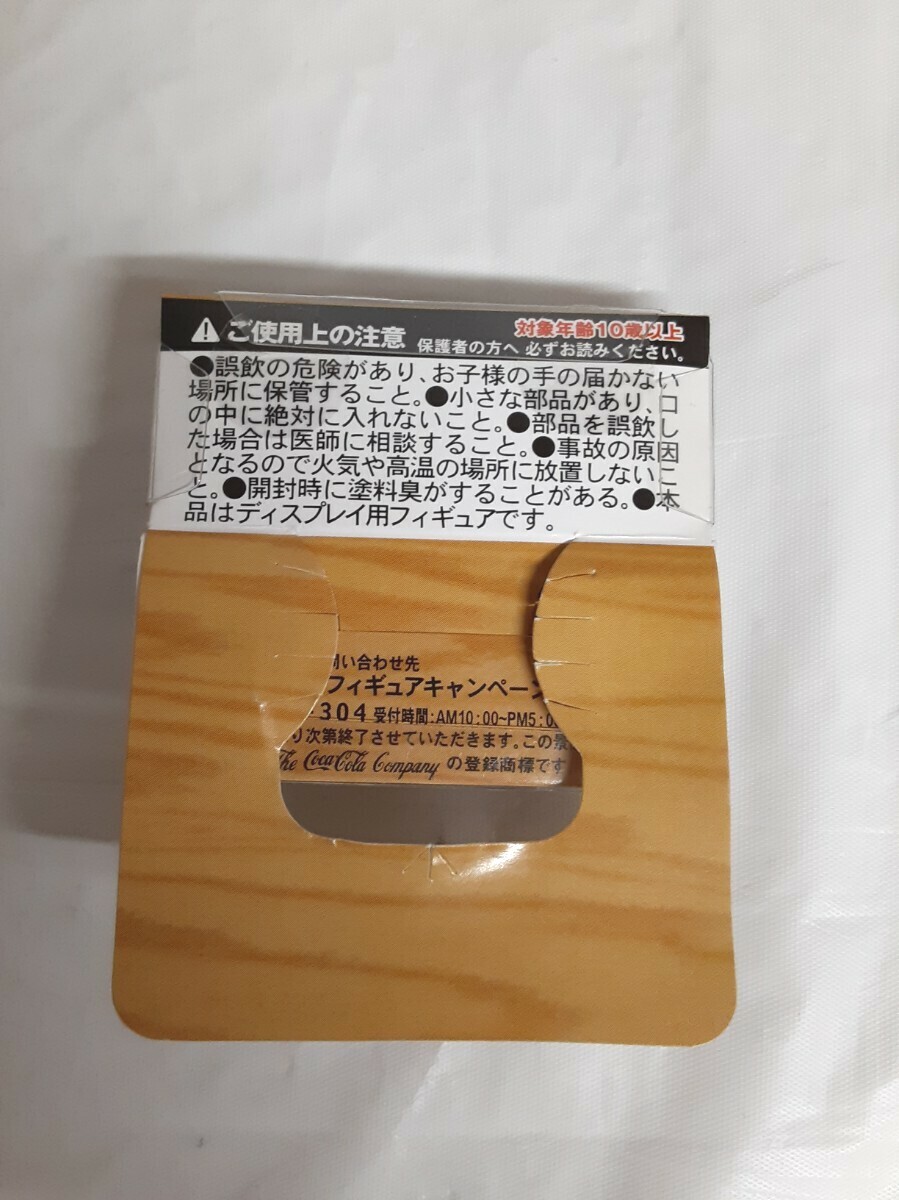 ご使用上の注意 対象年齢10歳以上
保護者の方へ 必ずお読みください。
●誤飲の危険があり、お子様の手の届かない
場所に保管すること。●小さな部品があり、口
の中に絶対に入れないこと。●部品を誤飲し
た場合は医師に相談すること。●事故の原因
となるので火気や高温の場所に放置しないこ
と。●開封時に塗料臭がすることがある。●本
品はディスプレイ用フィギュアです。
い合わせ先
フィギュアキャンペーン
304 受付時間:AM10:00~PM5:0
り次第終了させていただきます。この景
The Coca-Cola Company の登録商標です